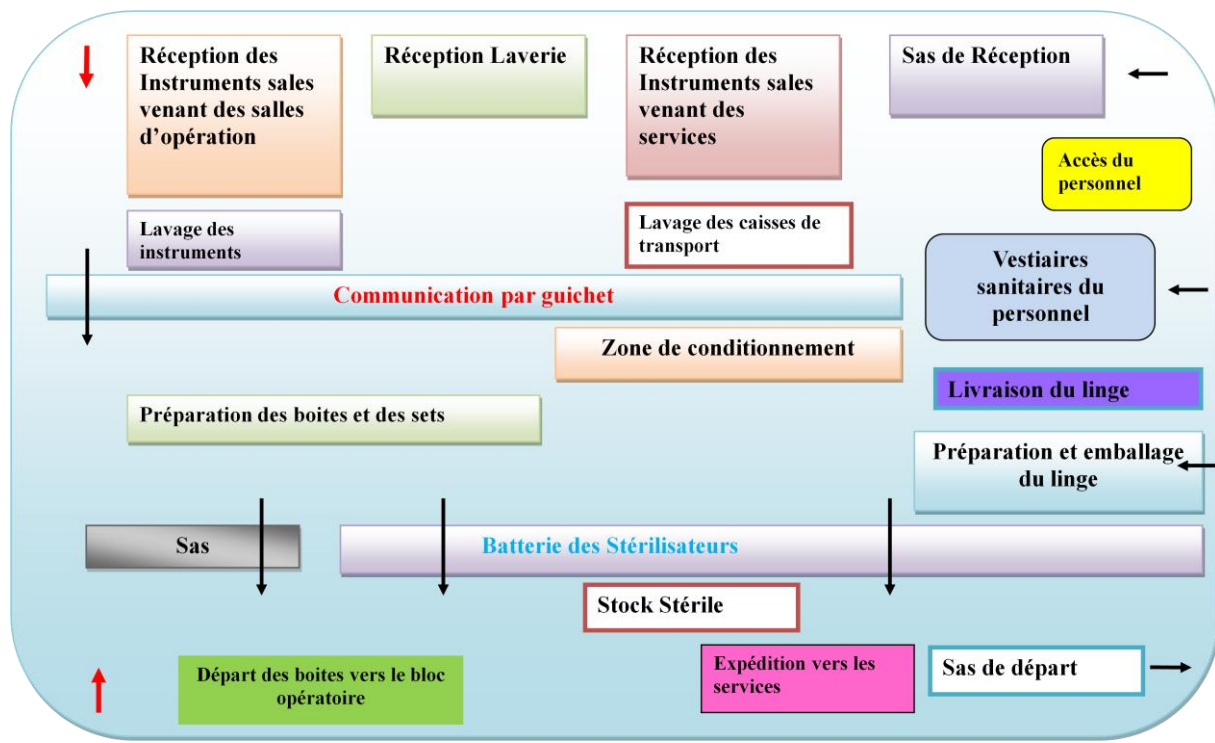 Réception des
Instruments sales
venant des salles
d’opération
Réception Laverie
Réception des
Instruments sales
venant des
services
Sas de Réception
Accès du
personnel
Lavage des
instruments
Lavage des caisses de
transport
Vestiaires
sanitaires du
personnel
Communication par guichet
Zone de conditionnement
Livraison du linge
Préparation des boites et des sets
Préparation et emballage
du linge
Sas
Batterie des Stérilisateurs
Stock Stérile
Départ des boites vers le bloc
opératoire
Expédition vers les
services
Sas de départ